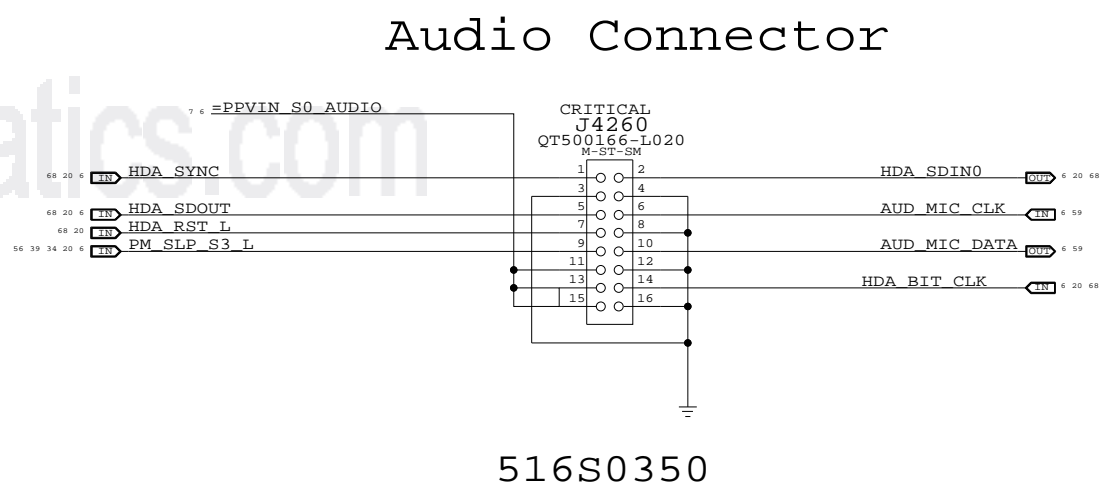 Audio Connector
7 6 =PPVIN_S0_AUDIO
CRITICAL
J4260
QT500166-L020
M-ST-SM
68 20 6 IN HDA_SYNC 1 2 HDA_SDIN0 OUT 6 20 68
3 4
68 20 6 IN HDA_SDOUT 5 6 AUD_MIC_CLK IN 6 59
68 20 IN HDA_RST_L 7 8
56 39 34 20 6 IN PM_SLP_S3_L 9 10 AUD_MIC_DATA OUT 6 59
11 12
13 14 HDA_BIT_CLK IN 6 20 68
15 16
516S0350
atics.com